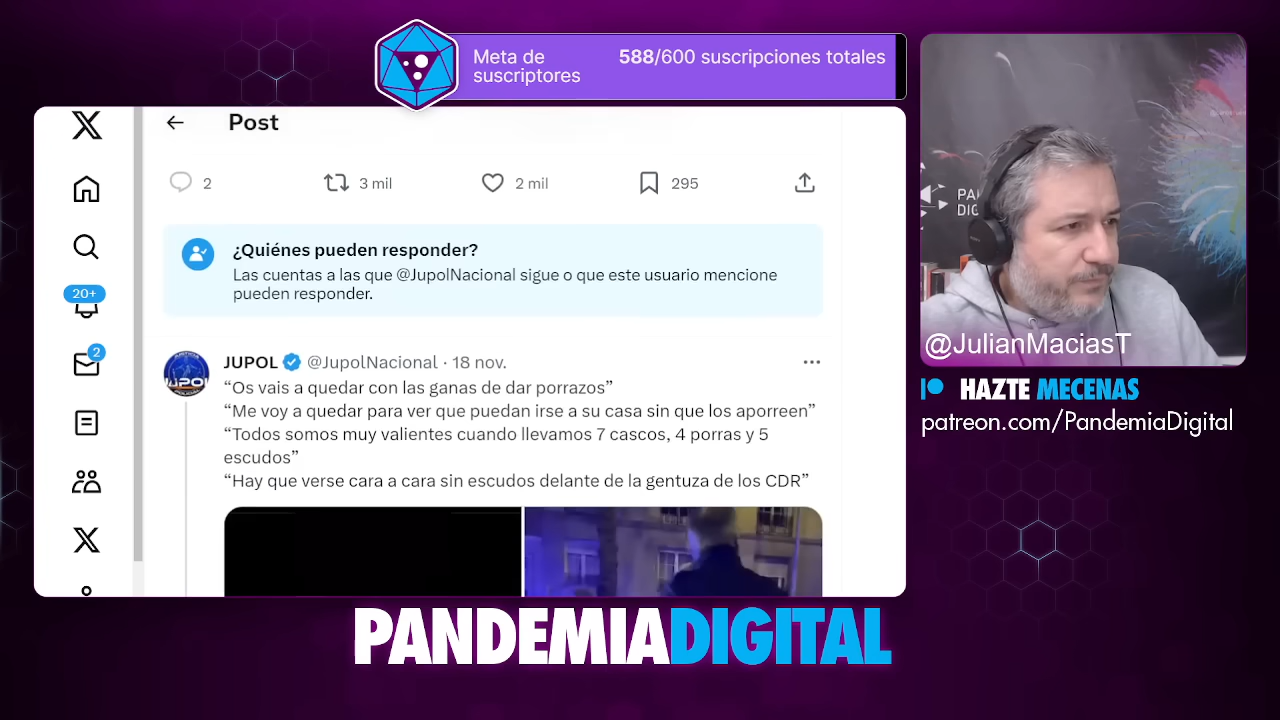 Meta de
suscriptores
588/600 suscripciones totales
Post
2
3 mil
2 mil
295
¿Quiénes pueden responder?
Las cuentas a las que @JupolNacional sigue o que este usuario mencione
pueden responder.
20+
2
JUPOL @JupolNacional · 18 nov.
“Os vais a quedar con las ganas de dar porrazos”
“Me voy a quedar para ver que puedan irse a su casa sin que los aporreen”
“Todos somos muy valientes cuando llevamos 7 cascos, 4 porras y 5
escudos”
“Hay que verse cara a cara sin escudos delante de la gentuza de los CDR”
JUPOL
PAN
DIG
@JulianMaciasT
HAZTE MECENAS
patreon.com/PandemiaDigital
PANDEMIADIGITAL